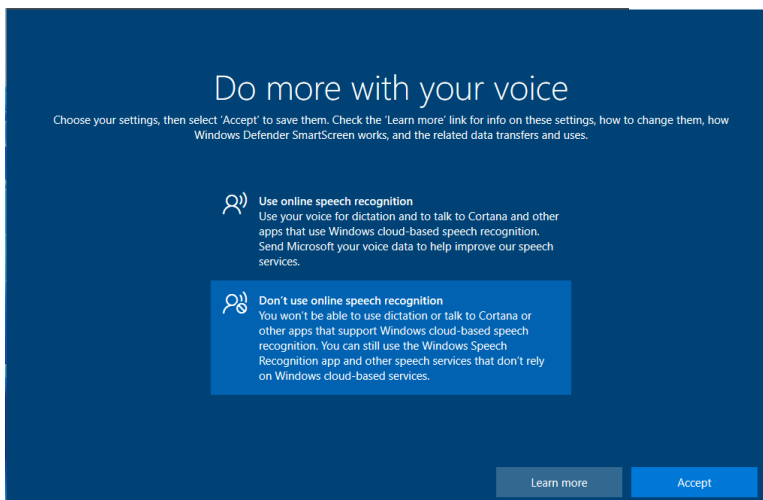 Do more with your voice
Choose your settings, then select 'Accept' to save them. Check the 'Learn more' link for info on these settings, how to change them, how
Windows Defender SmartScreen works, and the related data transfers and uses.
Use online speech recognition
Use your voice for dictation and to talk to Cortana and other
apps that use Windows cloud-based speech recognition.
Send Microsoft your voice data to help improve our speech
services.
Don't use online speech recognition
You won't be able to use dictation or talk to Cortana or
other apps that support Windows cloud-based speech
recognition. You can still use the Windows Speech
Recognition app and other speech services that don't rely
on Windows cloud-based services.
Learn more
Accept